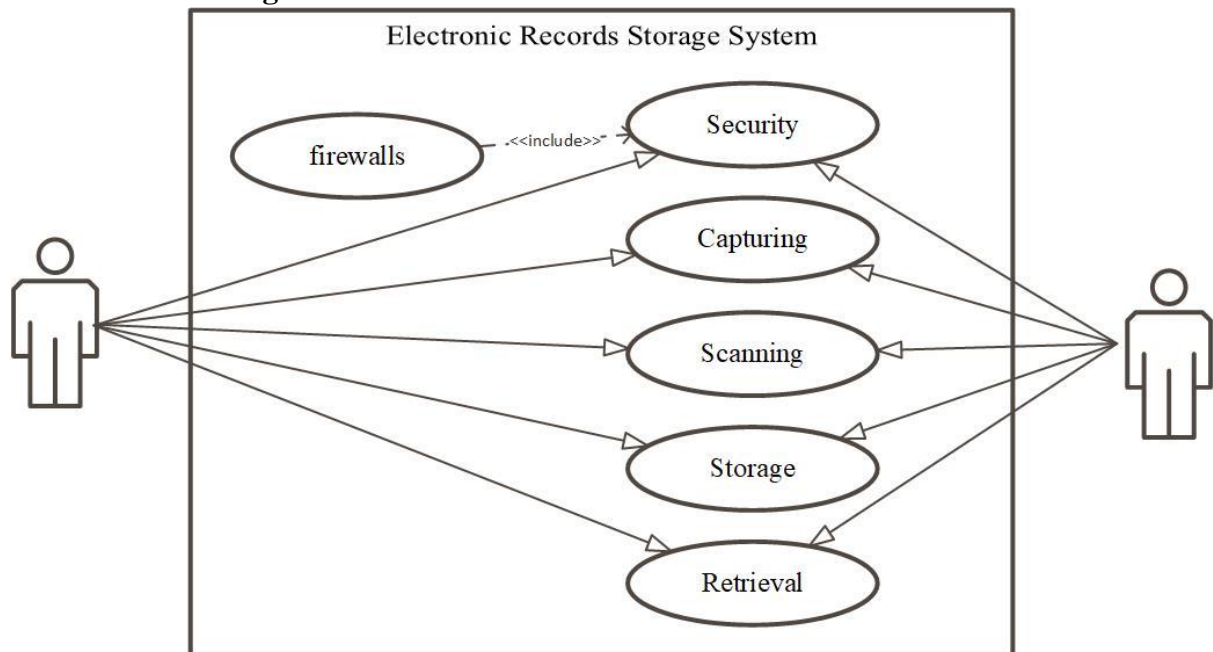 Electronic Records Storage System
Security
<<include>>
firewalls
Capturing
Scanning
Storage
Retrieval